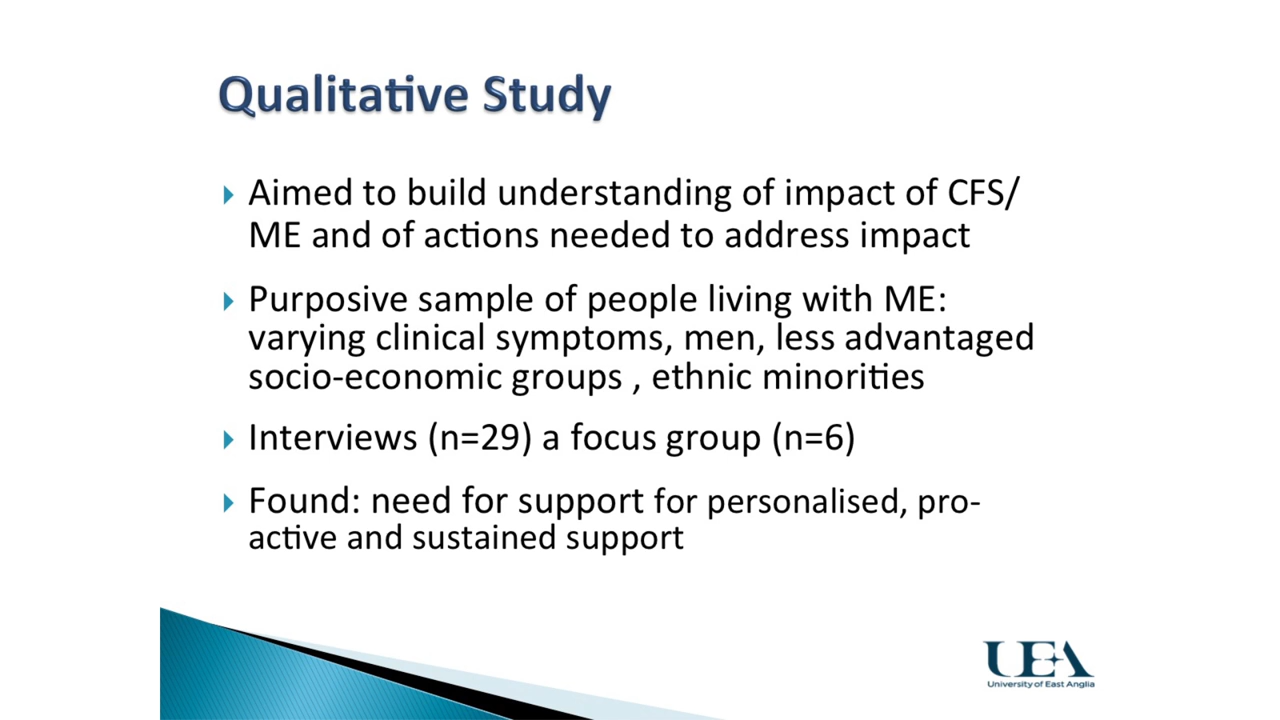 Qualitative Study
Aimed to build understanding of impact of CFS/
ME and of actions needed to address impact
Purposive sample of people living with ME:
varying clinical symptoms, men, less advantaged
socio-economic groups , ethnic minorities
Interviews (n=29) a focus group (n=6)
Found: need for support for personalised, pro-
active and sustained support
UEA
University of East Anglia